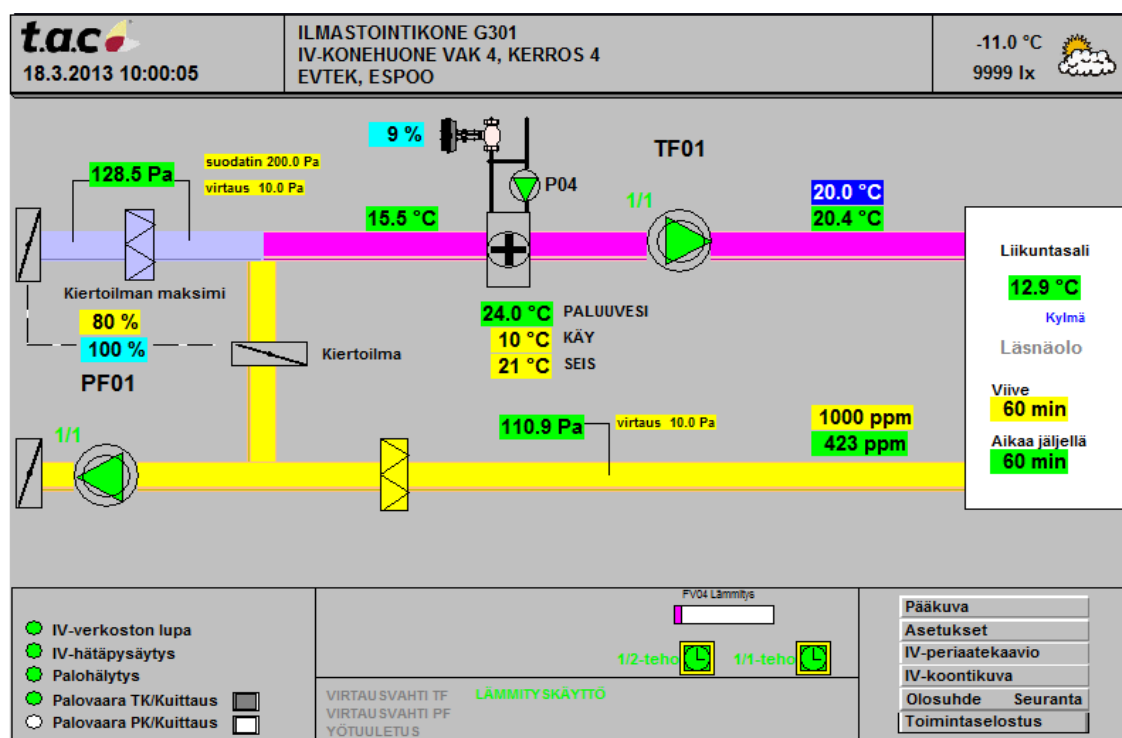 t.a.c
18.3.2013 10:00:05
ILMASTOINTIKONE G301
IV-KONEHUONE VAK 4, KERROS 4
EVTEK, ESPOO
-11.0 °C
9999 lx
9 %
TF01
128.5 Pa
suodatin 200.0 Pa
virtaus 10.0 Pa
P04
1/1
15.5 °C
20.0 °C
20.4 °C
Liikuntasali
12.9 °C
Kylmä
Läsnäolo
Viive
60 min
Aikaa jäljellä
60 min
Kiertoilman maksimi
80 %
100 %
PF01
Kiertoilma
24.0 °C PALUUVESI
10 °C KÄY
21 °C SEIS
1/1
110.9 Pa
virtaus 10.0 Pa
1000 ppm
423 ppm
IV-verkoston lupa
IV-hätäpysäytys
Palohälytys
Palovaara TK/Kuittaus
Palovaara PK/Kuittaus
FV04 Lämmitys
1/2-teho
1/1-teho
VIRTAUSVAHTI TF
LÄMMITYSKÄYTTÖ
VIRTAUSVAHTI PF
YÖTUULETUS
Pääkuva
Asetukset
IV-periaatekaavio
IV-koontikuva
Olosuhde Seuranta
Toimintaselostus